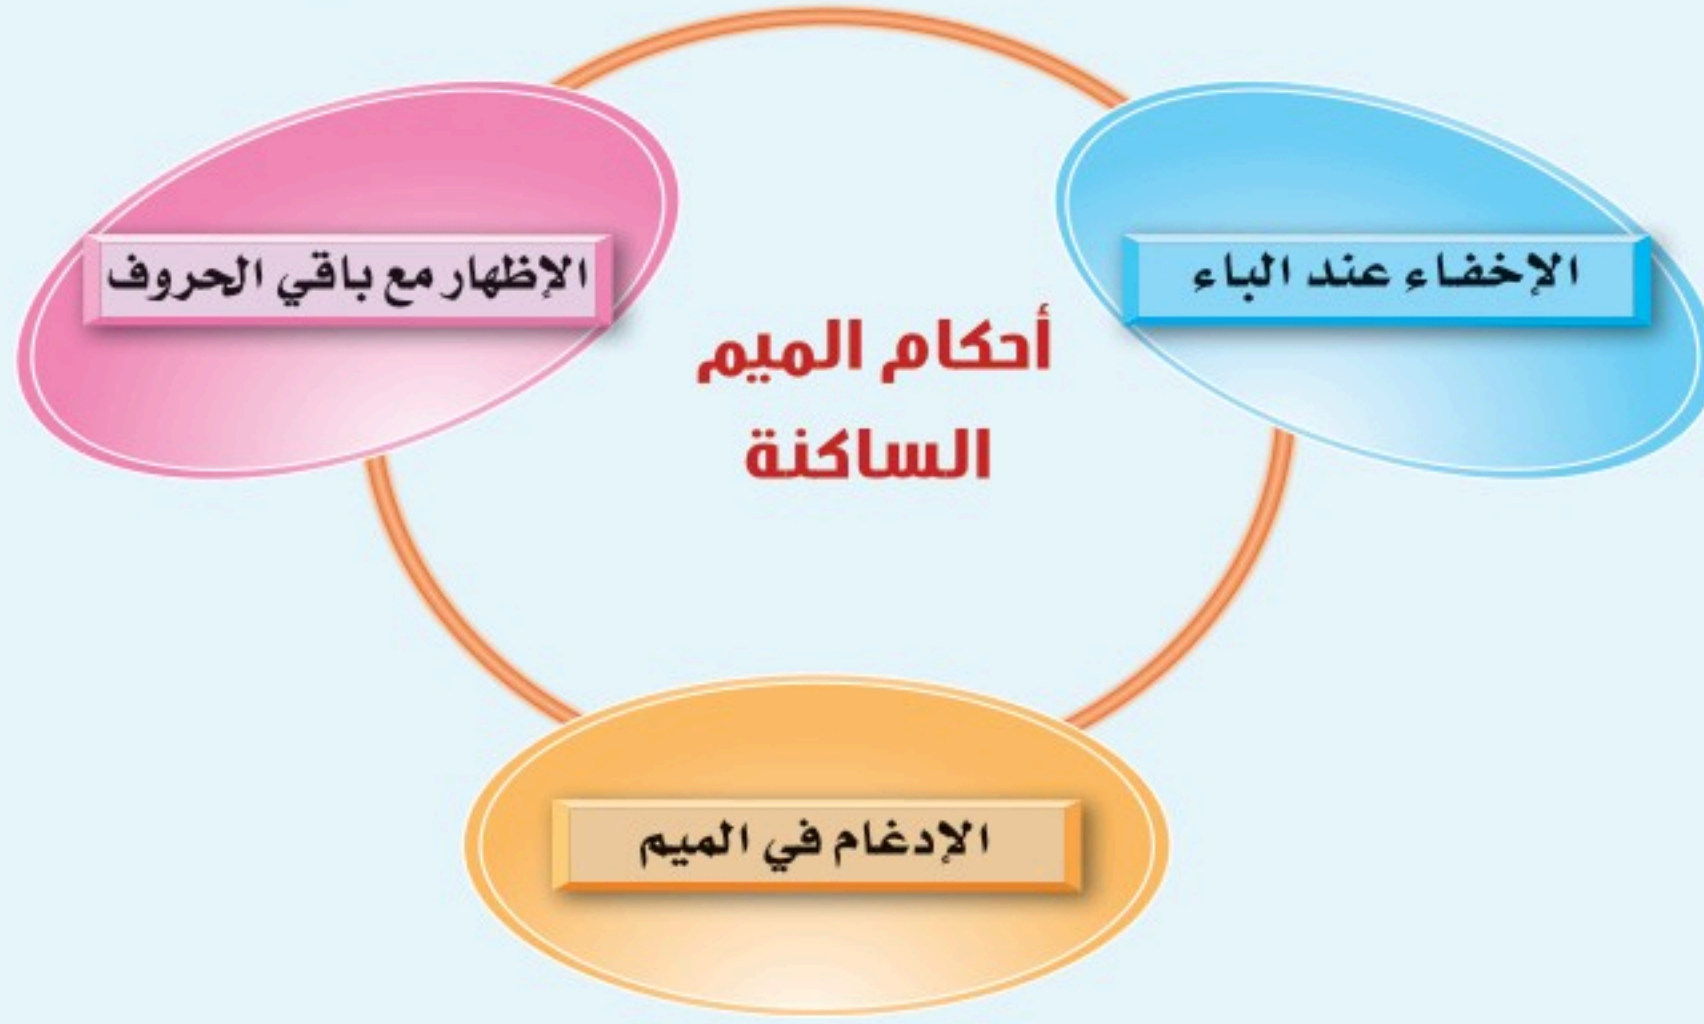 أحكام الميم
الساكنة
الإخفاء عند الباء
الإظهار مع باقي الحروف
الإدغام في الميم